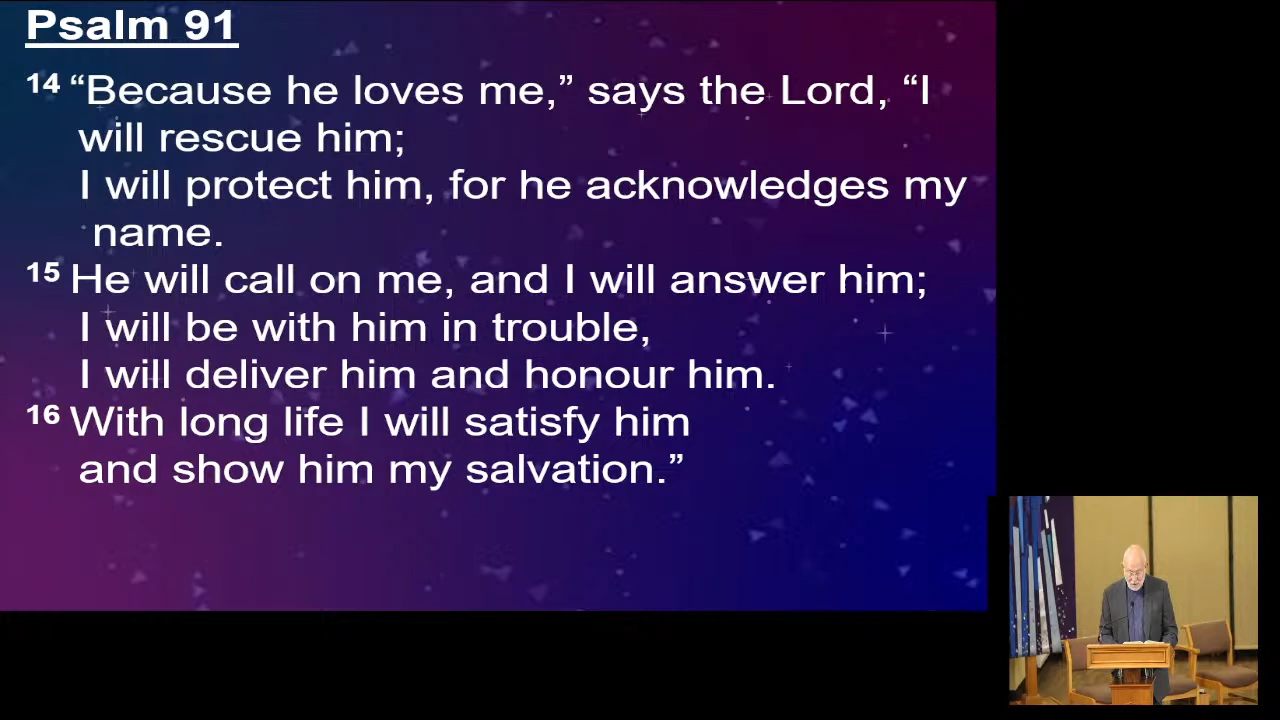 Psalm 91
14 “Because he loves me,” says the Lord, “I
will rescue him;
I will protect him, for he acknowledges my
name.
15 He will call on me, and I will answer him;
I will be with him in trouble,
I will deliver him and honour him.
16 With long life I will satisfy him
and show him my salvation.”